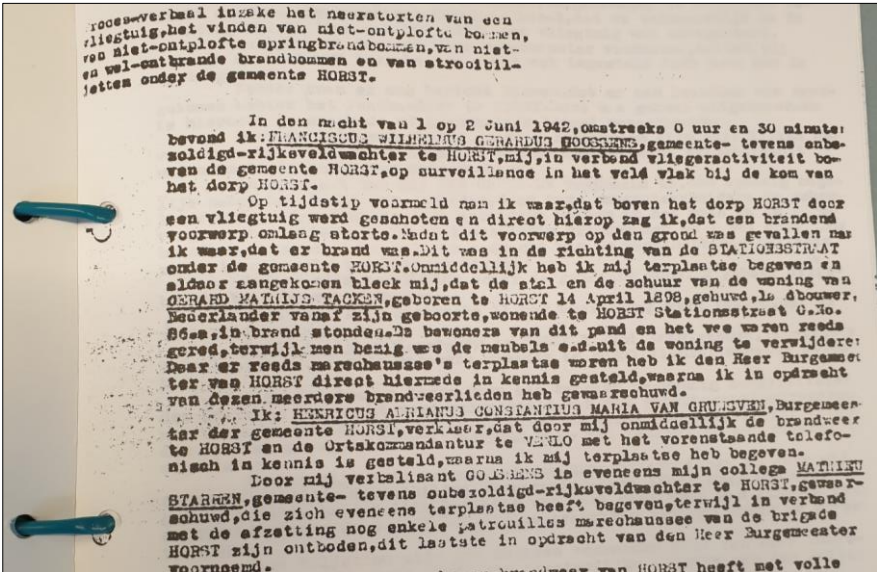 roces-verbaal inzake het neerstorten van een
vliegtuig,het vinden van niet-ontplofte bommen,
van niet-ontplofte springbrandbommen,van niet-
en wel-ontbrande brandbommen en van strooibil-
jetten onder de gemeente HORST.
In den nacht van 1 op 2 Juni 1942,omstreeks 0 uur en 30 minute
bevond ik:FRANCISCUS WILHELMUS GERARDUS GOOSSENS,gemeente- tevens onbe-
zoldigd-rijksveldwachter te HORST,mij,in verband vliegeractiviteit bo-
ven de gemeente HORST,op surveillance in het veld vlak bij de kom van
het dorp HORST.
Op tijdstip voormeld nam ik waar,dat boven het dorp HORST door
een vliegtuig werd geschoten en direct hierop zag ik,dat een brandend
voorwerp omlaag storte.Nadat dit voorwerp op den grond was gevallen nam
ik waar,dat er brand was.Dit was in de richting van de STATIONSSTRAAT
onder de gemeente HORST.Onmiddellijk heb ik mij terplaatse begeven en
aldaar aangekomen bleek mij,dat de stal en de schuur van de woning van
GERARD MATHIJS TACKEN,geboren te HORST 14 April 1898,gehuwd,landbouwer,
Nederlander vanaf zijn geboorte,wonende te HORST Stationsstraat C.No.
86.a,in brand stonden.De bewoners van dit pand en het vee waren reeds
gered,terwijl men bezig was de meubels enz.uit de woning te verwijdere
Daar er reeds marechaussee's terplaatse waren heb ik den Heer Burgemees
ter van HORST direct hiermede in kennis gesteld,waarna ik in opdracht
van dezen meerdere brandweerlieden heb gewaarschuwd.
Ik: HENRICUS ADRIANUS CONSTANTIUS MARIA VAN GRUNSVEN,Burgemees-
ter der gemeente HORST,verklaar,dat door mij onmiddelijk de brandweer
te HORST en de Ortskommandantur te VENLO met het vorenstaande telefo-
nisch in kennis is gesteld,waarna ik mij terplaatse heb begeven.
Door mij verbalisant GOOSSENS is eveneens mijn collega MATHIEU
STARREN,gemeente- tevens onbezoldigd-rijksveldwachter te HORST,gewaar-
schuwd,die zich eveneens terplaatse heeft begeven,terwijl in verband
met de afzetting nog enkele patrouilles marechaussee van de brigade
HORST zijn ontboden,dit laatste in opdracht van den Heer Burgemeester
voornoemd.
brandweer van HORST heeft met volle